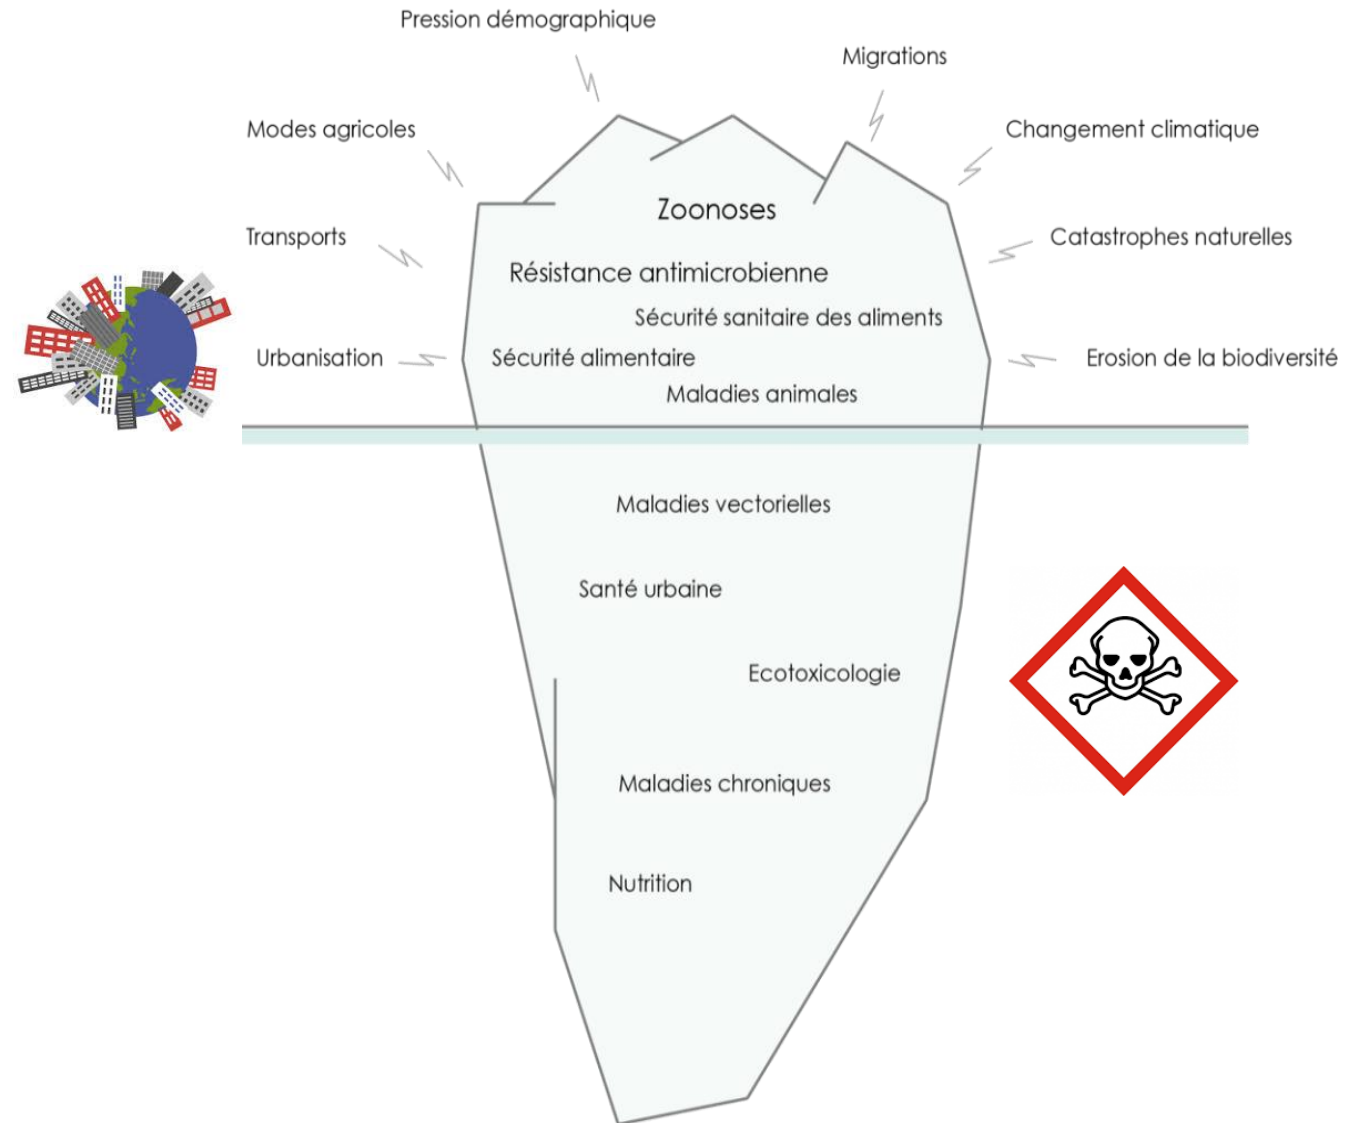 Pression démographique
Migrations
Modes agricoles
Changement climatique
Zoonoses
Transports
Catastrophes naturelles
Résistance antimicrobienne
Sécurité sanitaire des aliments
Urbanisation
Sécurité alimentaire
Erosion de la biodiversité
Maladies animales
Maladies vectorielles
Santé urbaine
Ecotoxicologie
Maladies chroniques
Nutrition